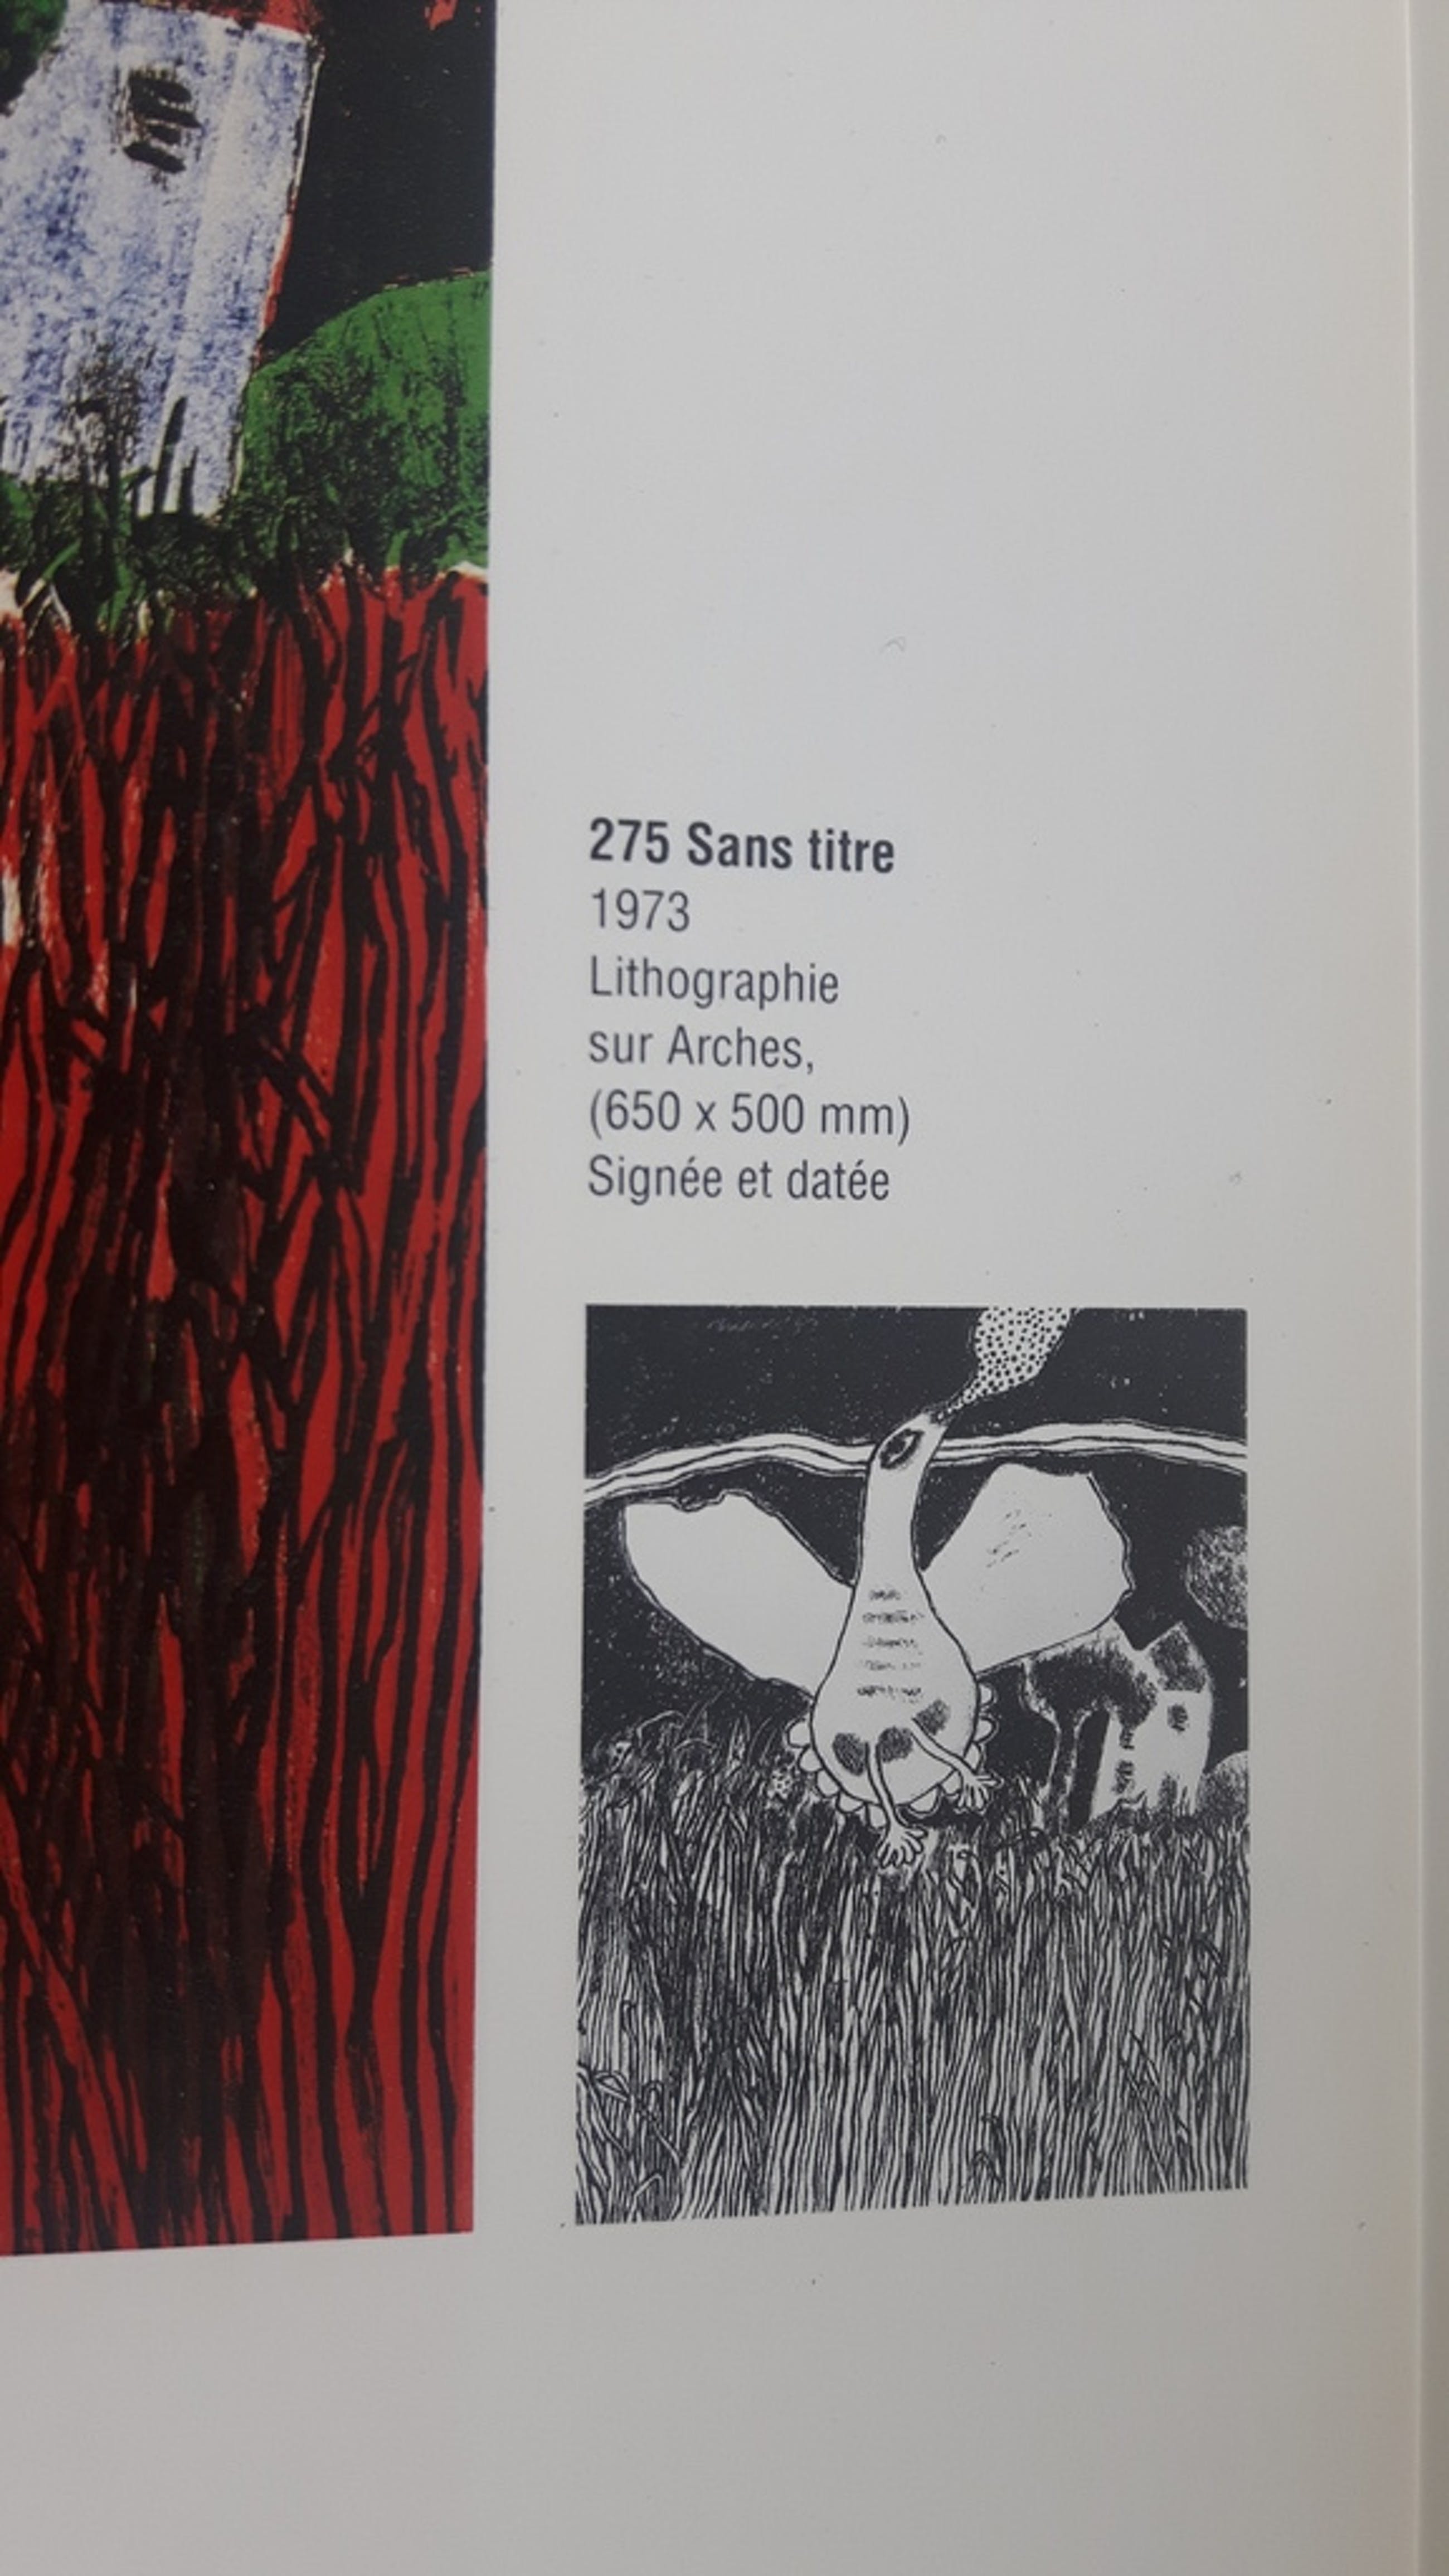 275 Sans titre
1973
Lithographie
sur Arches,
(650 x 500 mm)
Signée et datée